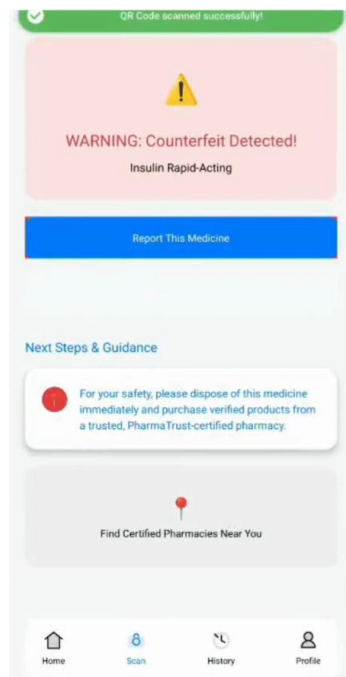 QR Code scanned successfully!
WARNING: Counterfeit Detected!
Insulin Rapid-Acting
Report This Medicine
Next Steps & Guidance
For your safety, please dispose of this medicine
immediately and purchase verified products from
a trusted, PharmaTrust-certified pharmacy.
Find Certified Pharmacies Near You
Home
Scan
History
Profile